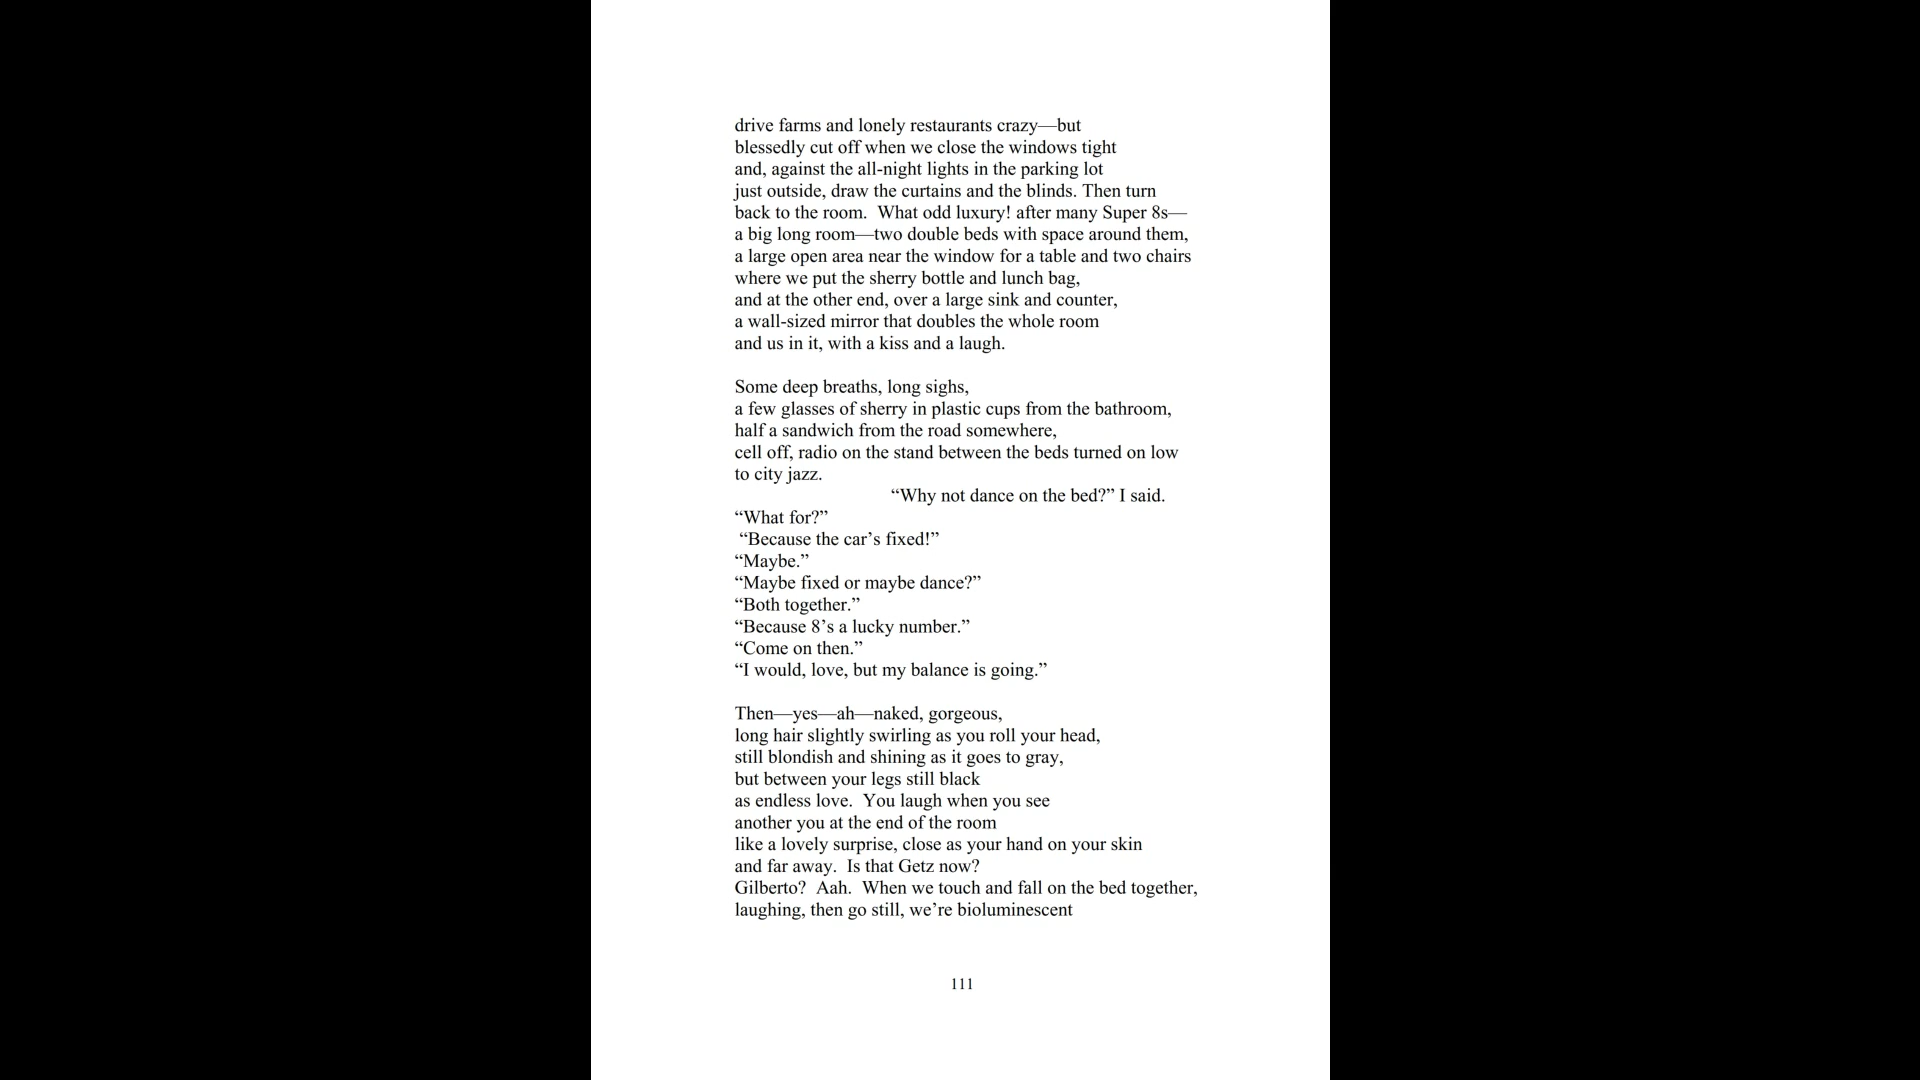 drive farms and lonely restaurants crazy—but
blessedly cut off when we close the windows tight
and, against the all-night lights in the parking lot
just outside, draw the curtains and the blinds. Then turn
back to the room.  What odd luxury! after many Super 8s—
a big long room—two double beds with space around them,
a large open area near the window for a table and two chairs
where we put the sherry bottle and lunch bag,
and at the other end, over a large sink and counter,
a wall-sized mirror that doubles the whole room
and us in it, with a kiss and a laugh.

Some deep breaths, long sighs,
a few glasses of sherry in plastic cups from the bathroom,
half a sandwich from the road somewhere,
cell off, radio on the stand between the beds turned on low
to city jazz.
“Why not dance on the bed?” I said.
“What for?”
“Because the car’s fixed!”
“Maybe.”
“Maybe fixed or maybe dance?”
“Both together.”
“Because 8’s a lucky number.”
“Come on then.”
“I would, love, but my balance is going.”

Then—yes—ah—naked, gorgeous,
long hair slightly swirling as you roll your head,
still blondish and shining as it goes to gray,
but between your legs still black
as endless love.  You laugh when you see
another you at the end of the room
like a lovely surprise, close as your hand on your skin
and far away.  Is that Getz now?
Gilberto?  Aah.  When we touch and fall on the bed together,
laughing, then go still, we’re bioluminescent

111